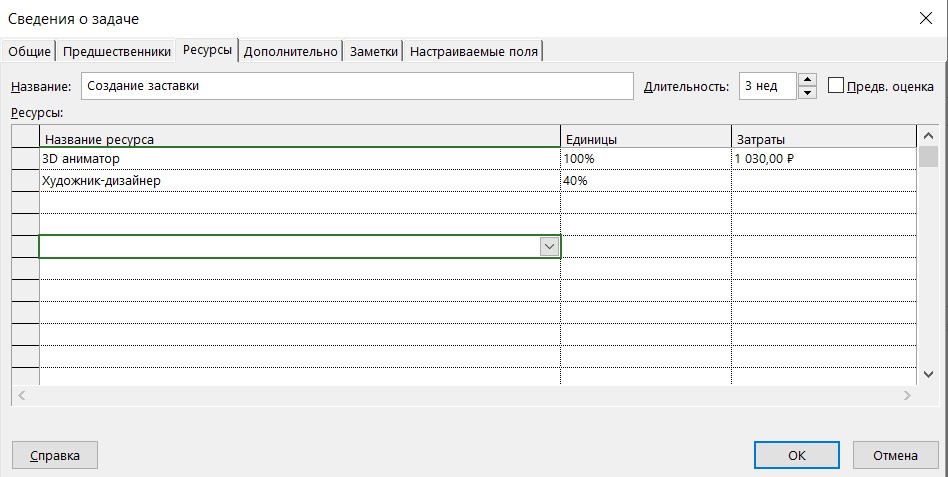 Сведения о задаче
Общие Предшественники Ресурсы Дополнительно Заметки Настраиваемые поля
Название: Создание заставки Длительность: 3 нед Предв. оценка
Ресурсы:
Название ресурса Единицы Затраты
3D аниматор 100% 1 030,00 ₽
Художник-дизайнер 40%
Справка ОК Отмена